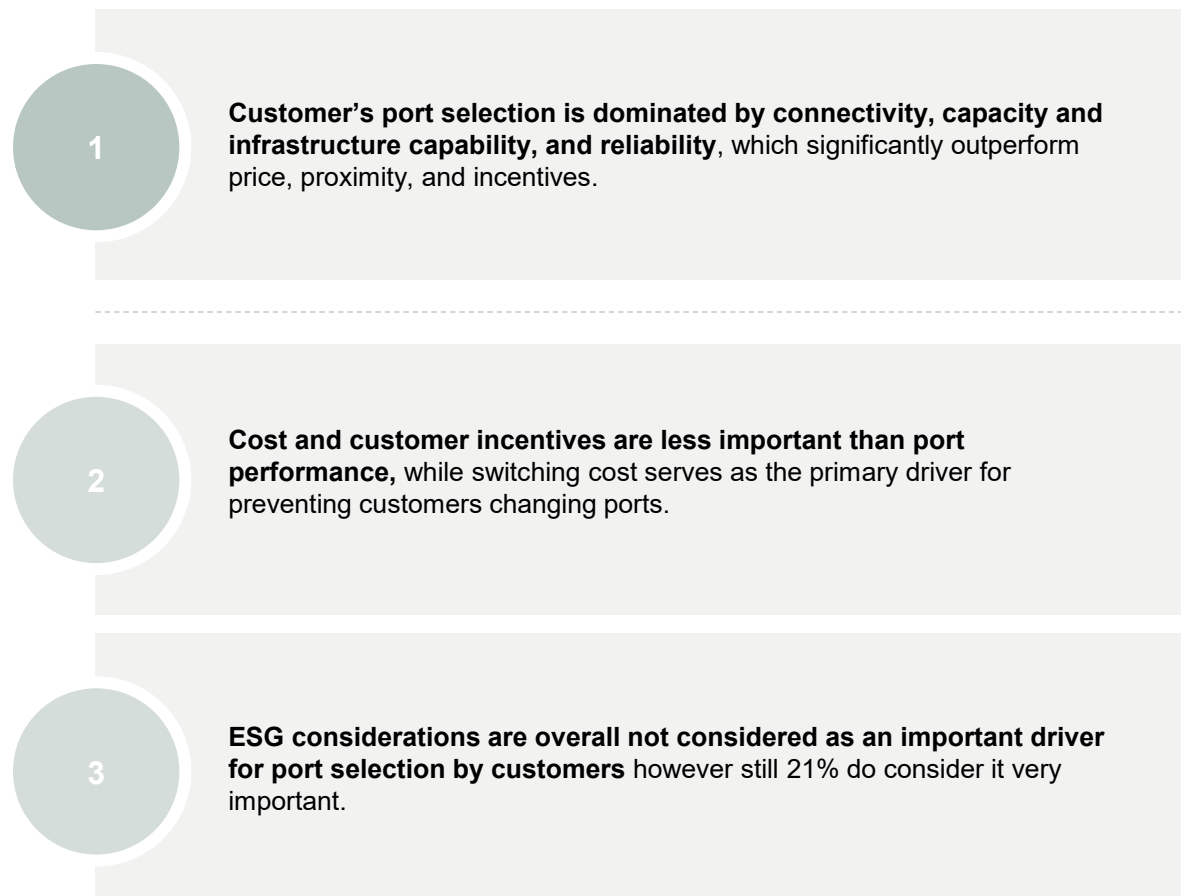 1
Customer’s port selection is dominated by connectivity, capacity and
infrastructure capability, and reliability, which significantly outperform
price, proximity, and incentives.
2
Cost and customer incentives are less important than port
performance, while switching cost serves as the primary driver for
preventing customers changing ports.
3
ESG considerations are overall not considered as an important driver
for port selection by customers however still 21% do consider it very
important.